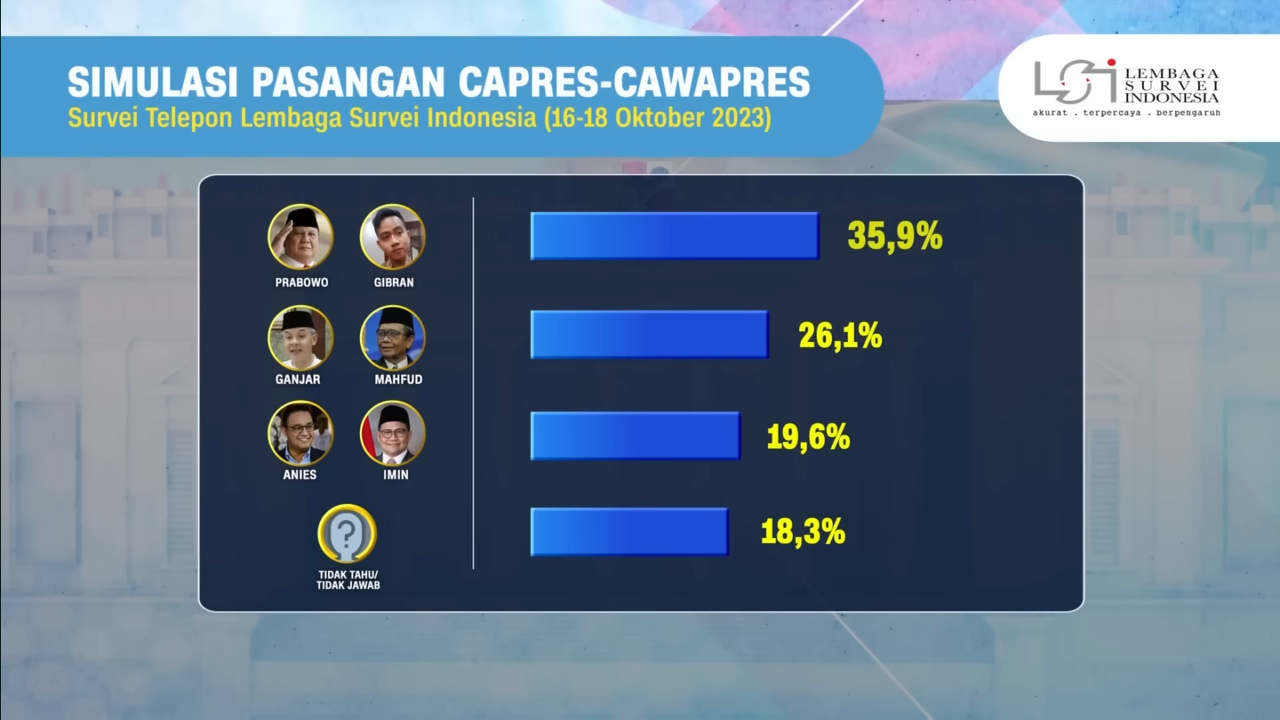 SIMULASI PASANGAN CAPRES-CAWAPRES
Survei Telepon Lembaga Survei Indonesia (16-18 Oktober 2023)
LSI
LEMBAGA
SURVEI
INDONESIA
akurat . terpercaya . berpengaruh
PRABOWO GIBRAN
35,9%
GANJAR MAHFUD
26,1%
ANIES IMIN
19,6%
?
TIDAK TAHU/
TIDAK JAWAB
18,3%